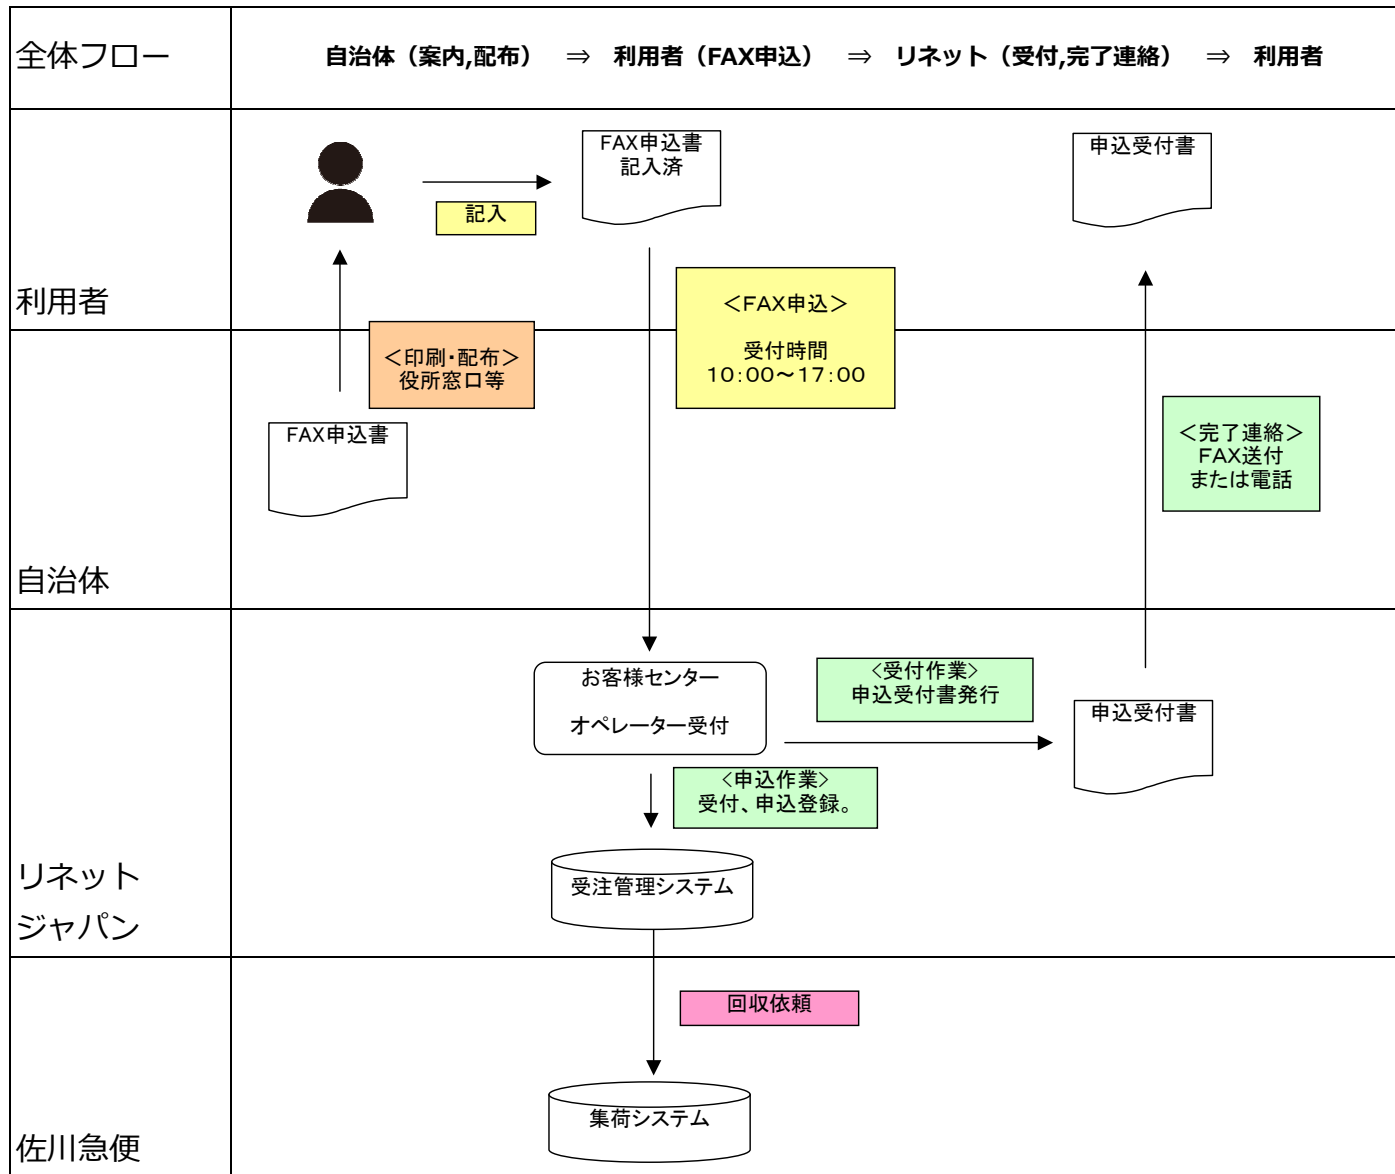 全体フロー
自治体（案内,配布） ⇒ 利用者（FAX申込） ⇒ リネット（受付,完了連絡） ⇒ 利用者
FAX申込書
記入済
申込受付書
記入
利用者
＜FAX申込＞
受付時間
10：00～17：00
＜印刷・配布＞
役所窓口等
FAX申込書
＜完了連絡＞
FAX送付
または電話
自治体
お客様センター
オペレーター受付
<受付作業>
申込受付書発行
申込受付書
<申込作業>
受付、申込登録。
受注管理システム
リネット
ジャパン
回収依頼
集荷システム
佐川急便